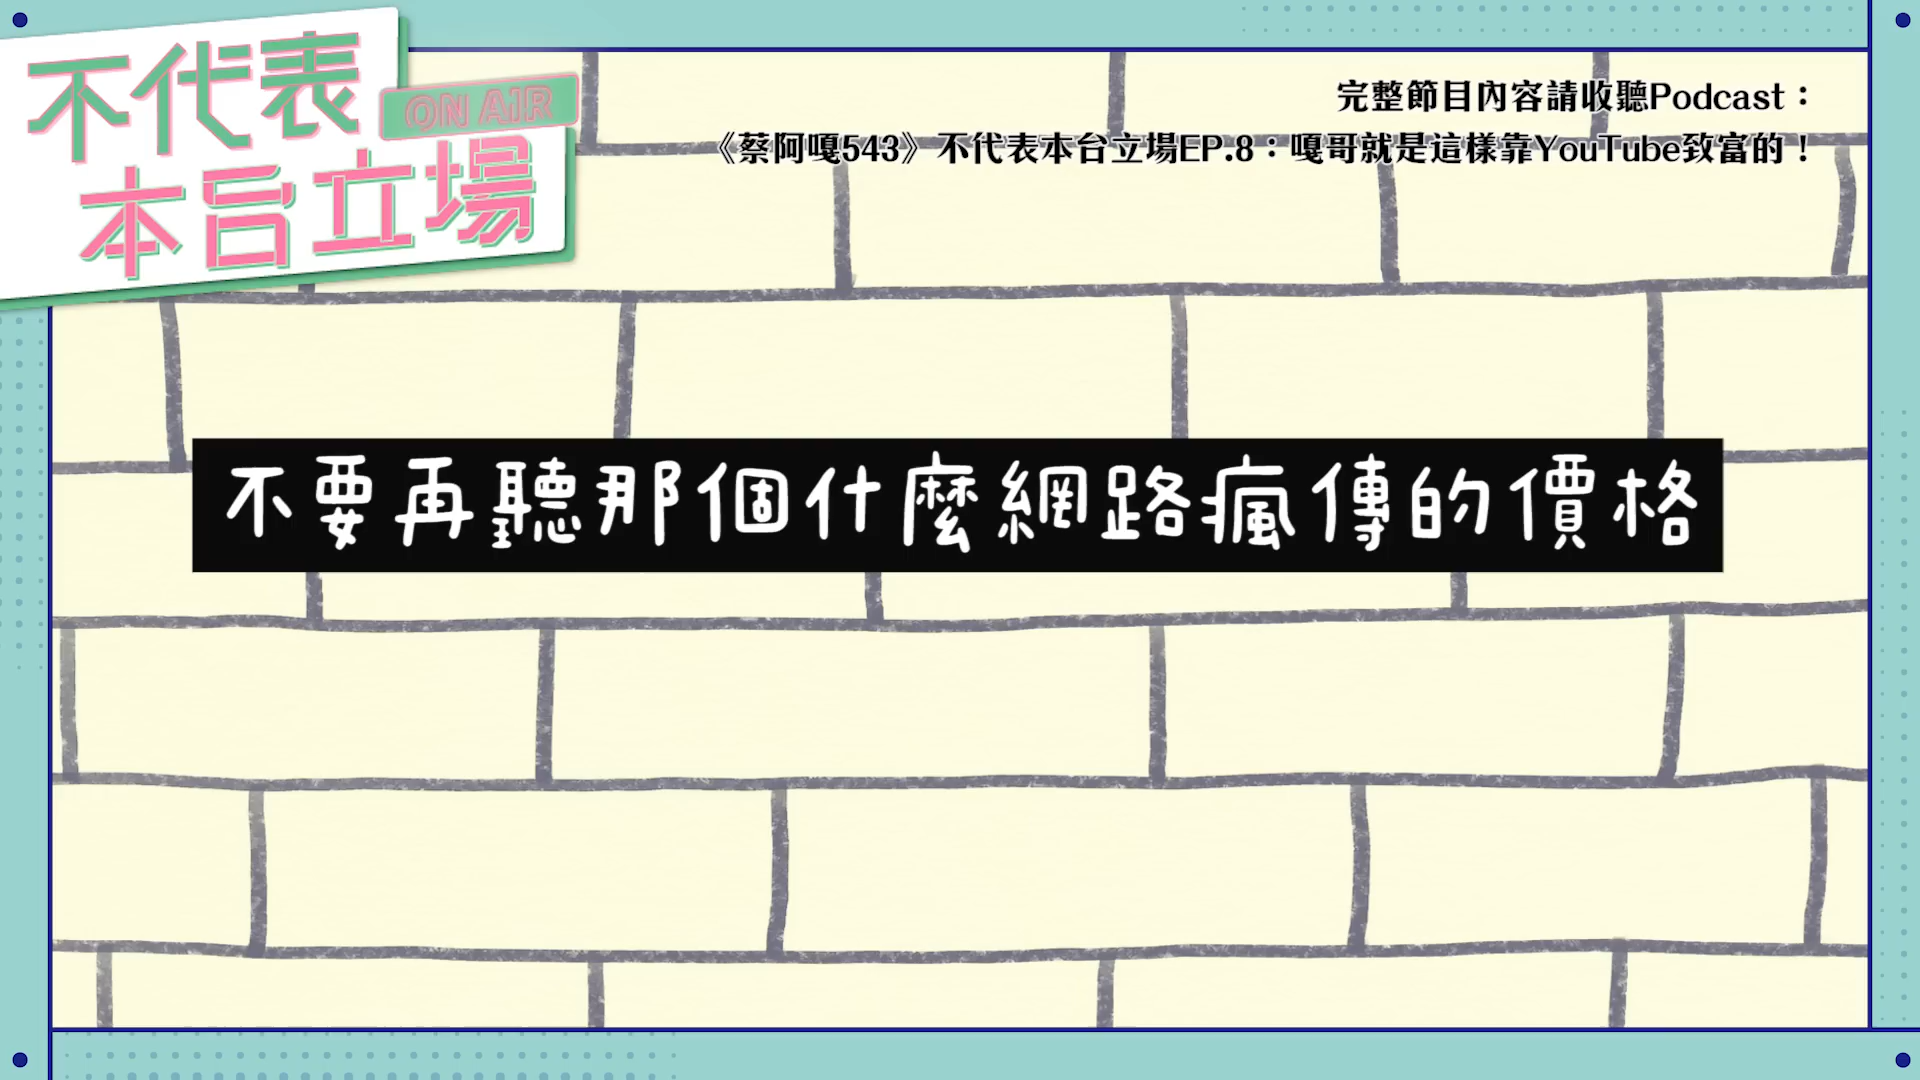 不代表
ON AIR
本台立場
完整節目內容請收聽Podcast：
《蔡阿嘎543》不代表本台立場EP.8：嘎哥就是這樣靠YouTube致富的！
不要再聽那個什麼網路瘋傳的價格